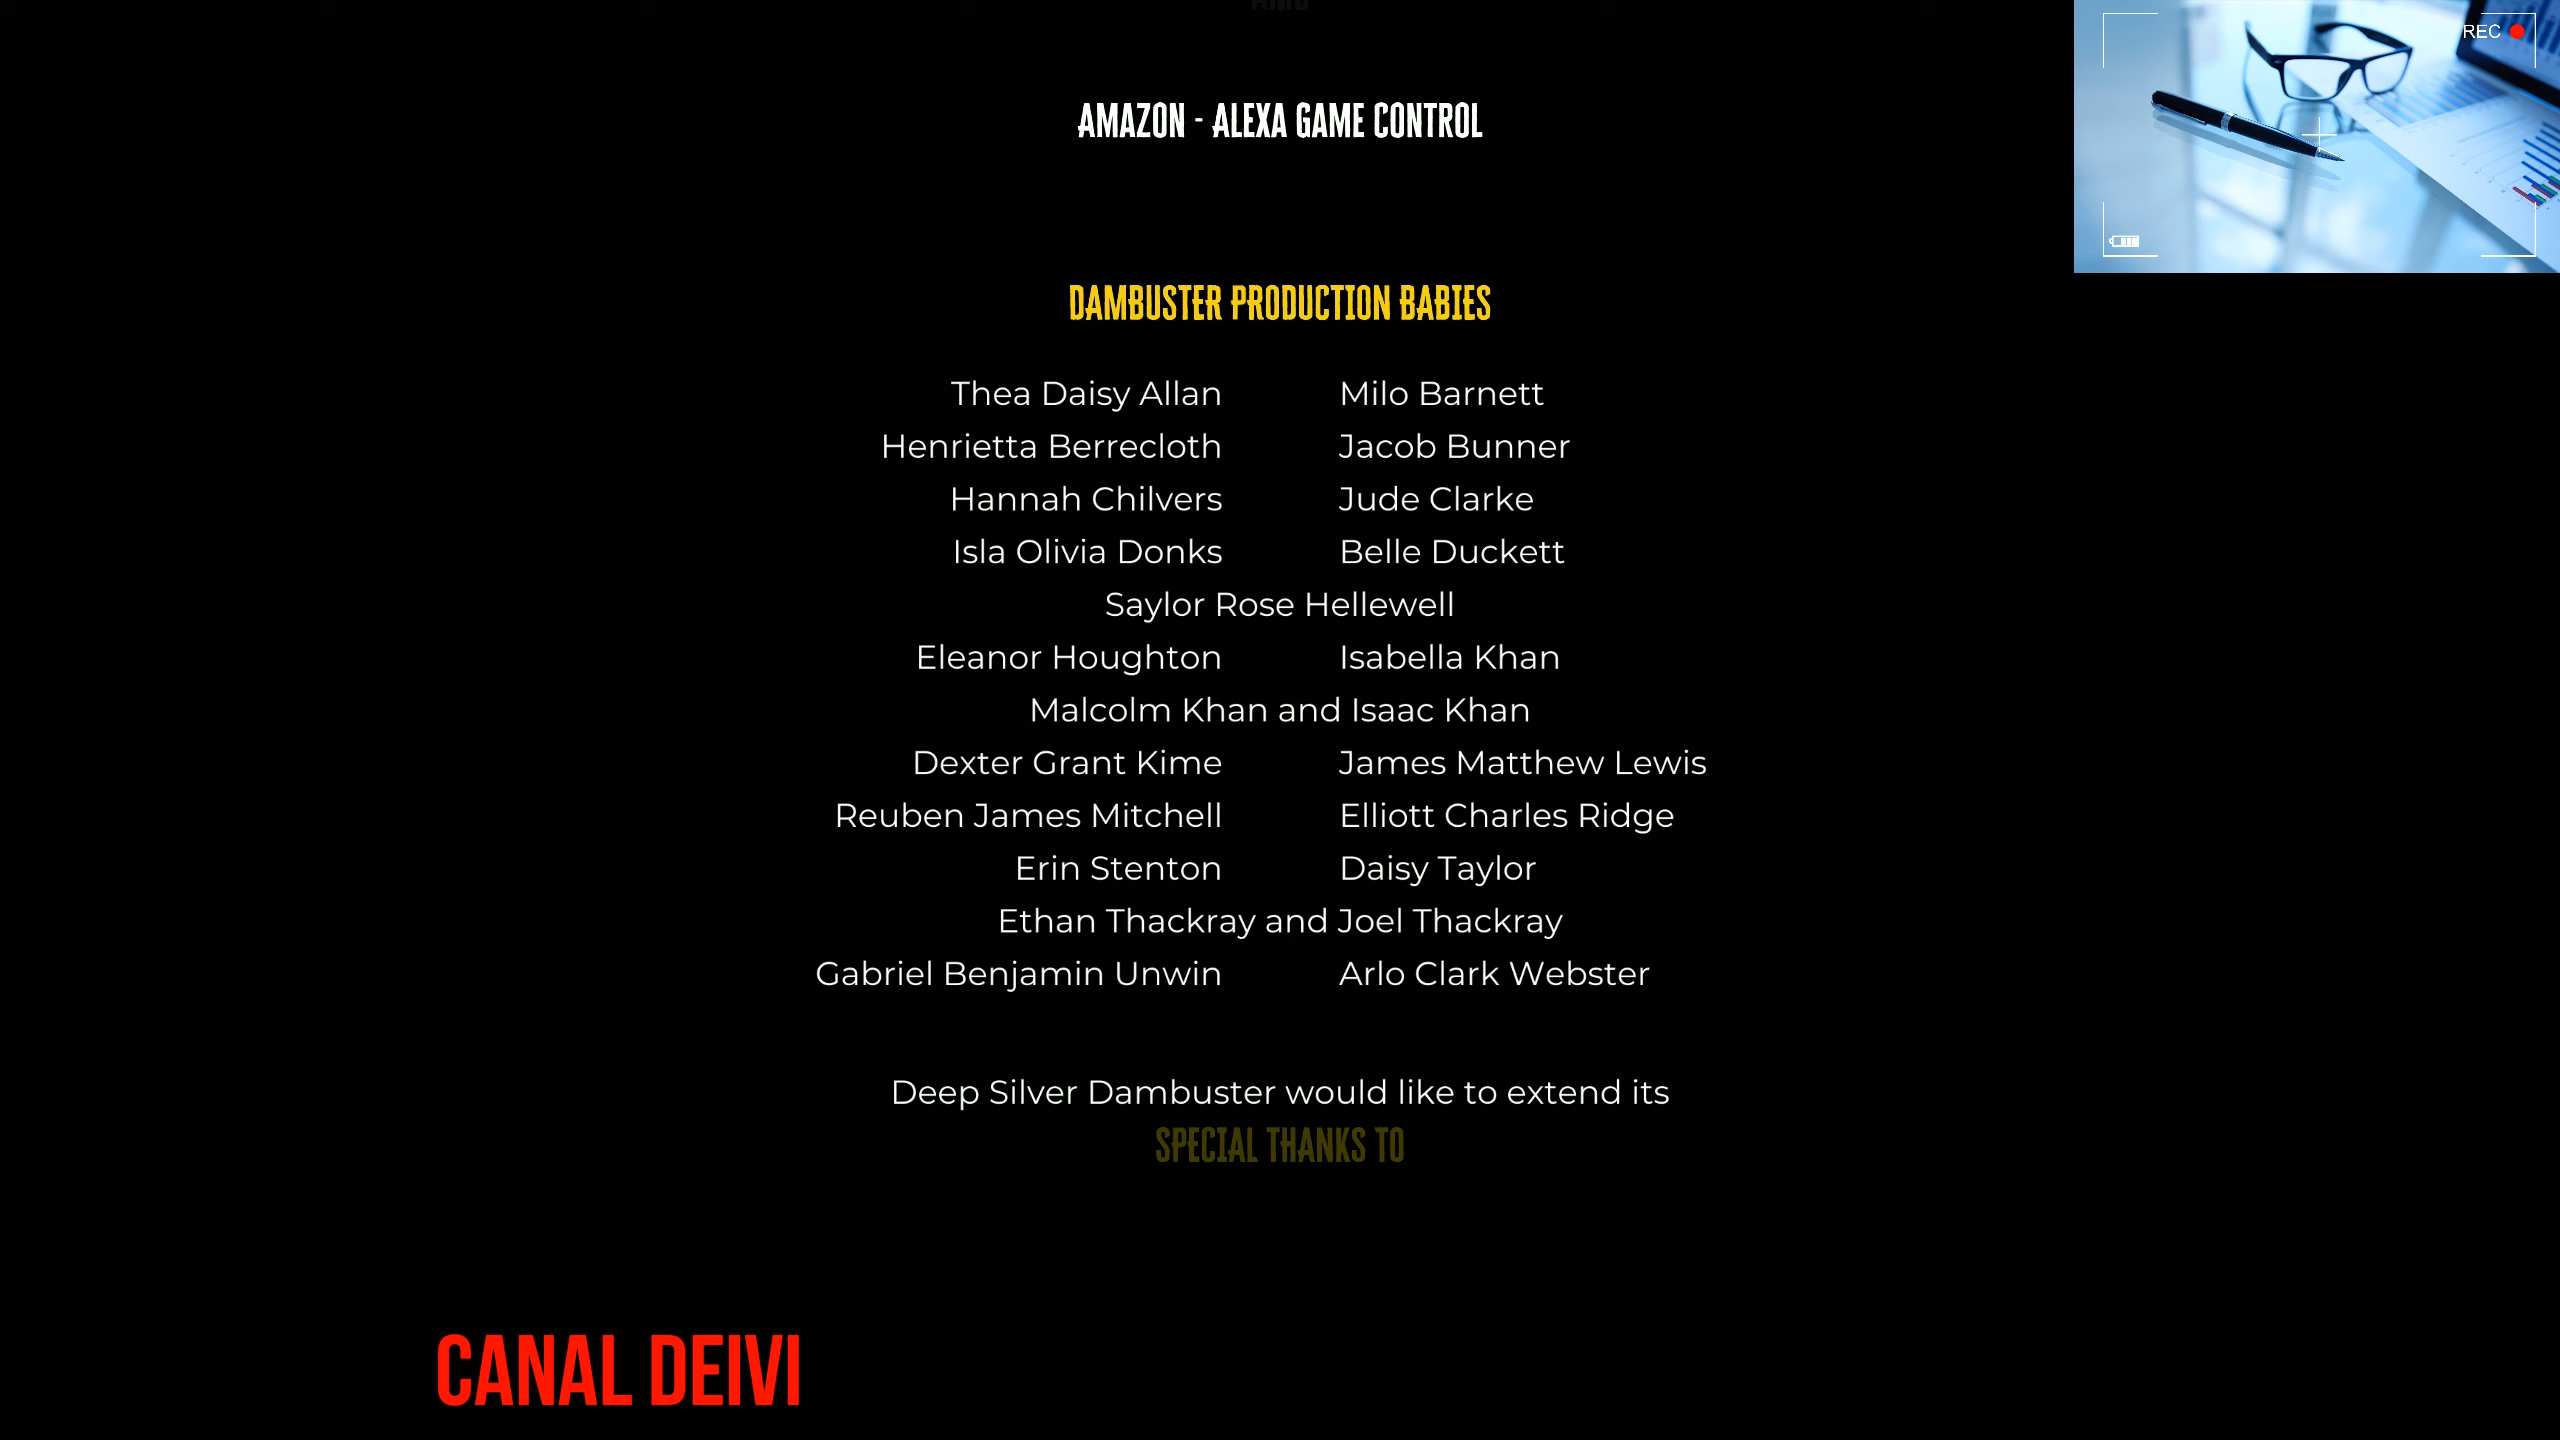 AMAZON - ALEXA GAME CONTROL
REC
DAMBUSTER PRODUCTION BABIES
Thea Daisy Allan Milo Barnett
Henrietta Berrecloth Jacob Bunner
Hannah Chilvers Jude Clarke
Isla Olivia Donks Belle Duckett
Saylor Rose Hellewell
Eleanor Houghton Isabella Khan
Malcolm Khan and Isaac Khan
Dexter Grant Kime James Matthew Lewis
Reuben James Mitchell Elliott Charles Ridge
Erin Stenton Daisy Taylor
Ethan Thackray and Joel Thackray
Gabriel Benjamin Unwin Arlo Clark Webster
Deep Silver Dambuster would like to extend its
SPECIAL THANKS TO
CANAL DEIVI